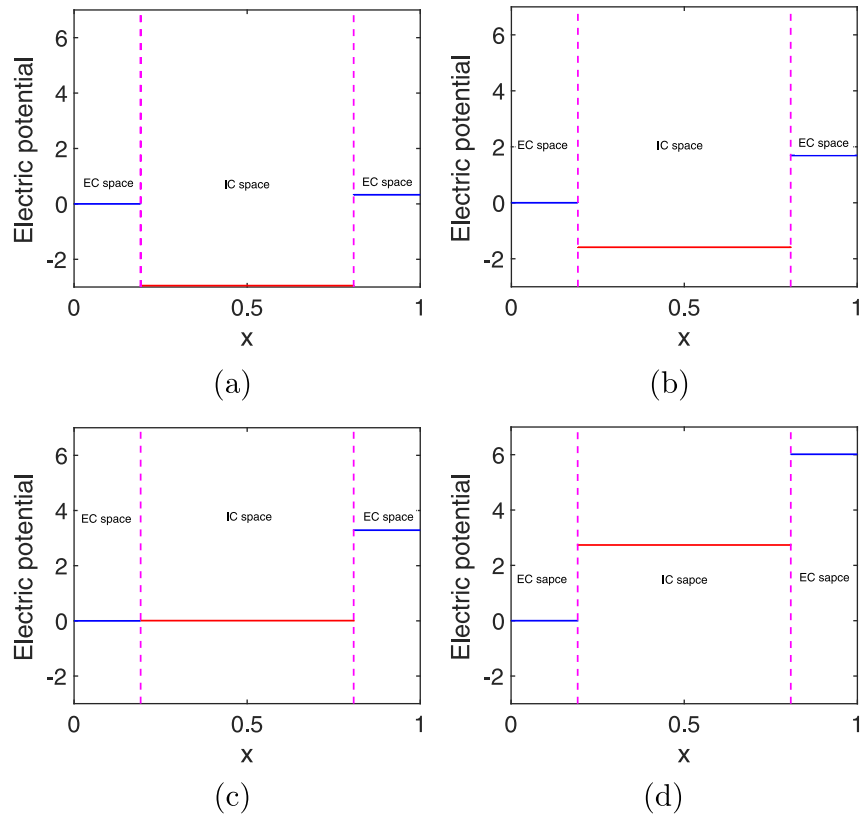 6
4
2
0
-2
Electric potential
EC space
IC space
EC space
0
0.5
1
x
(a)
6
4
2
0
-2
Electric potential
EC space
IC space
EC space
0
0.5
1
x
(b)
6
4
2
0
-2
Electric potential
EC space
IC space
EC space
0
0.5
1
x
(c)
6
4
2
0
-2
Electric potential
EC sapce
IC sapce
EC sapce
0
0.5
1
x
(d)